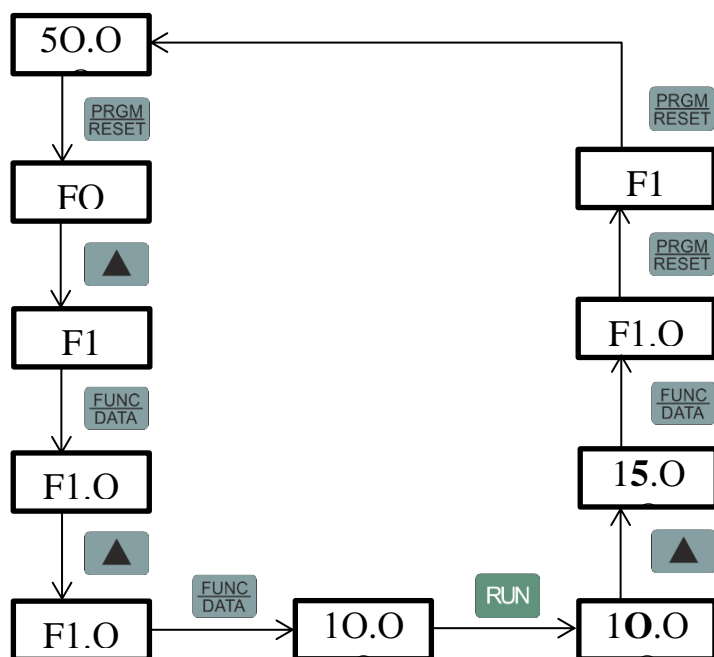 5O.O
PRGM
RESET
FO
F1
FUNC
DATA
F1.O
F1.O
FUNC
DATA
1O.O
RUN
1O.O
15.O
FUNC
DATA
F1.O
PRGM
RESET
F1
PRGM
RESET